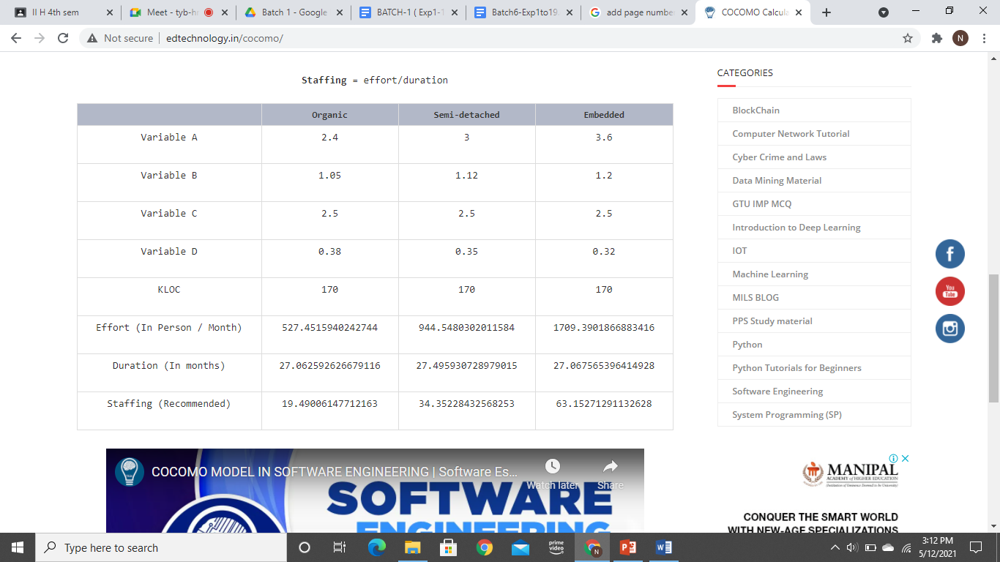 II H 4th sem
Meet - tyb-h
Batch 1 - Google
BATCH-1 ( Exp1-1
Batch6-Exp1to19
add page numbe
COCOMO Calcula
Not secure
edtechnology.in/cocomo/
N
Staffing = effort/duration
Organic Semi-detached Embedded
Variable A 2.4 3 3.6
Variable B 1.05 1.12 1.2
Variable C 2.5 2.5 2.5
Variable D 0.38 0.35 0.32
KLOC 170 170 170
Effort (In Person / Month) 527.4515940242744 944.5480302011584 1709.3901866883416
Duration (In months) 27.062592626679116 27.495930728979015 27.067565396414928
Staffing (Recommended) 19.49006147712163 34.35228432568253 63.15271291132628
COCOMO MODEL IN SOFTWARE ENGINEERING | Software Es...
Watch later
Share
SOFTWARE
ENGINEERING
CATEGORIES
BlockChain
Computer Network Tutorial
Cyber Crime and Laws
Data Mining Material
GTU IMP MCQ
Introduction to Deep Learning
IOT
Machine Learning
MILS BLOG
PPS Study material
Python
Python Tutorials for Beginners
Software Engineering
System Programming (SP)
You
Tube
MANIPAL
ACADEMY of HIGHER EDUCATION
(Institution of Eminence Deemed to be University)
CONQUER THE SMART WORLD
WITH NEW-AGE SPECIALIZATIONS
Type here to search
prime
video
N
3:12 PM
5/12/2021